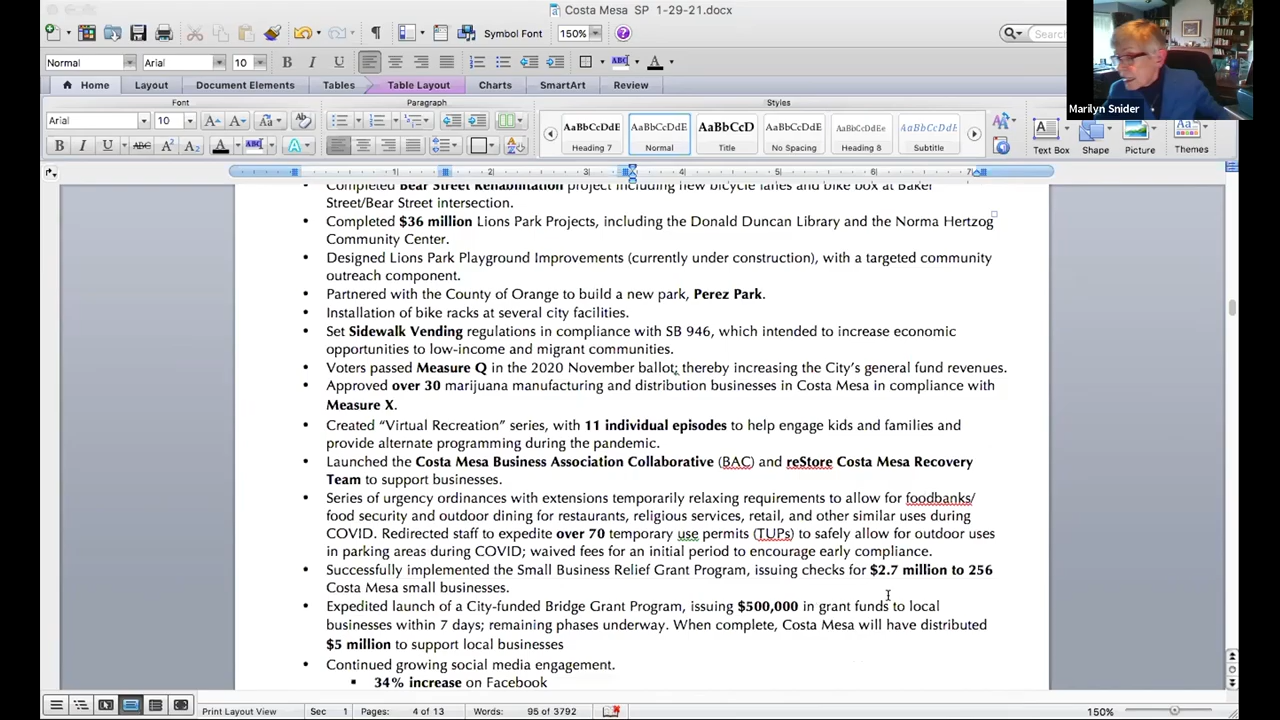 Costa Mesa SP 1-29-21.docx
Symbol Font
150%
Search
Normal
Arial
10
B I U
ABC
A
Home
Layout
Document Elements
Tables
Table Layout
Charts
SmartArt
Review
Marilyn Snider
Font
Paragraph
Styles
Arial
10
A A Aa
AaBbCcDdE
AaBbCcDdE
AaBbCcD
AaBbCcDdE
AaBbCcDdEe
AaBbCcDdE
Heading 7
Normal
Title
No Spacing
Heading 8
Subtitle
Text Box
Shape
Picture
Themes
B I U ABC A² A₂ A
1 2 3 4 5 6 7
Completed Bear Street Rehabilitation project including new bicycle lanes and bike box at Baker
Street/Bear Street intersection.
• Completed $36 million Lions Park Projects, including the Donald Duncan Library and the Norma Hertzog
Community Center.
• Designed Lions Park Playground Improvements (currently under construction), with a targeted community
outreach component.
• Partnered with the County of Orange to build a new park, Perez Park.
• Installation of bike racks at several city facilities.
• Set Sidewalk Vending regulations in compliance with SB 946, which intended to increase economic
opportunities to low-income and migrant communities.
• Voters passed Measure Q in the 2020 November ballot, thereby increasing the City's general fund revenues.
• Approved over 30 marijuana manufacturing and distribution businesses in Costa Mesa in compliance with
Measure X.
• Created “Virtual Recreation” series, with 11 individual episodes to help engage kids and families and
provide alternate programming during the pandemic.
• Launched the Costa Mesa Business Association Collaborative (BAC) and reStore Costa Mesa Recovery
Team to support businesses.
• Series of urgency ordinances with extensions temporarily relaxing requirements to allow for foodbanks/
food security and outdoor dining for restaurants, religious services, retail, and other similar uses during
COVID. Redirected staff to expedite over 70 temporary use permits (TUPs) to safely allow for outdoor uses
in parking areas during COVID; waived fees for an initial period to encourage early compliance.
• Successfully implemented the Small Business Relief Grant Program, issuing checks for $2.7 million to 256
Costa Mesa small businesses.
• Expedited launch of a City-funded Bridge Grant Program, issuing $500,000 in grant funds to local
businesses within 7 days; remaining phases underway. When complete, Costa Mesa will have distributed
$5 million to support local businesses
• Continued growing social media engagement.
▪ 34% increase on Facebook
Print Layout View
Sec 1
Pages: 4 of 13
Words: 95 of 3792
150%